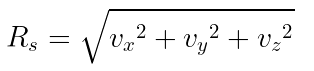 $R_s = \sqrt{{v_x}^2 + {v_y}^2 + {v_z}^2}$